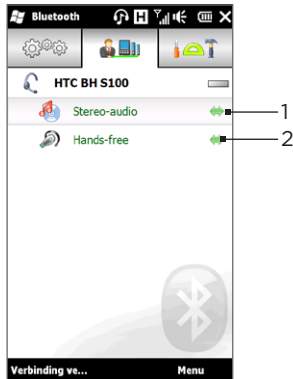 Bluetooth
H
HTC BH S100
Stereo-audio
1
Hands-free
2
Verbinding ve... Menu